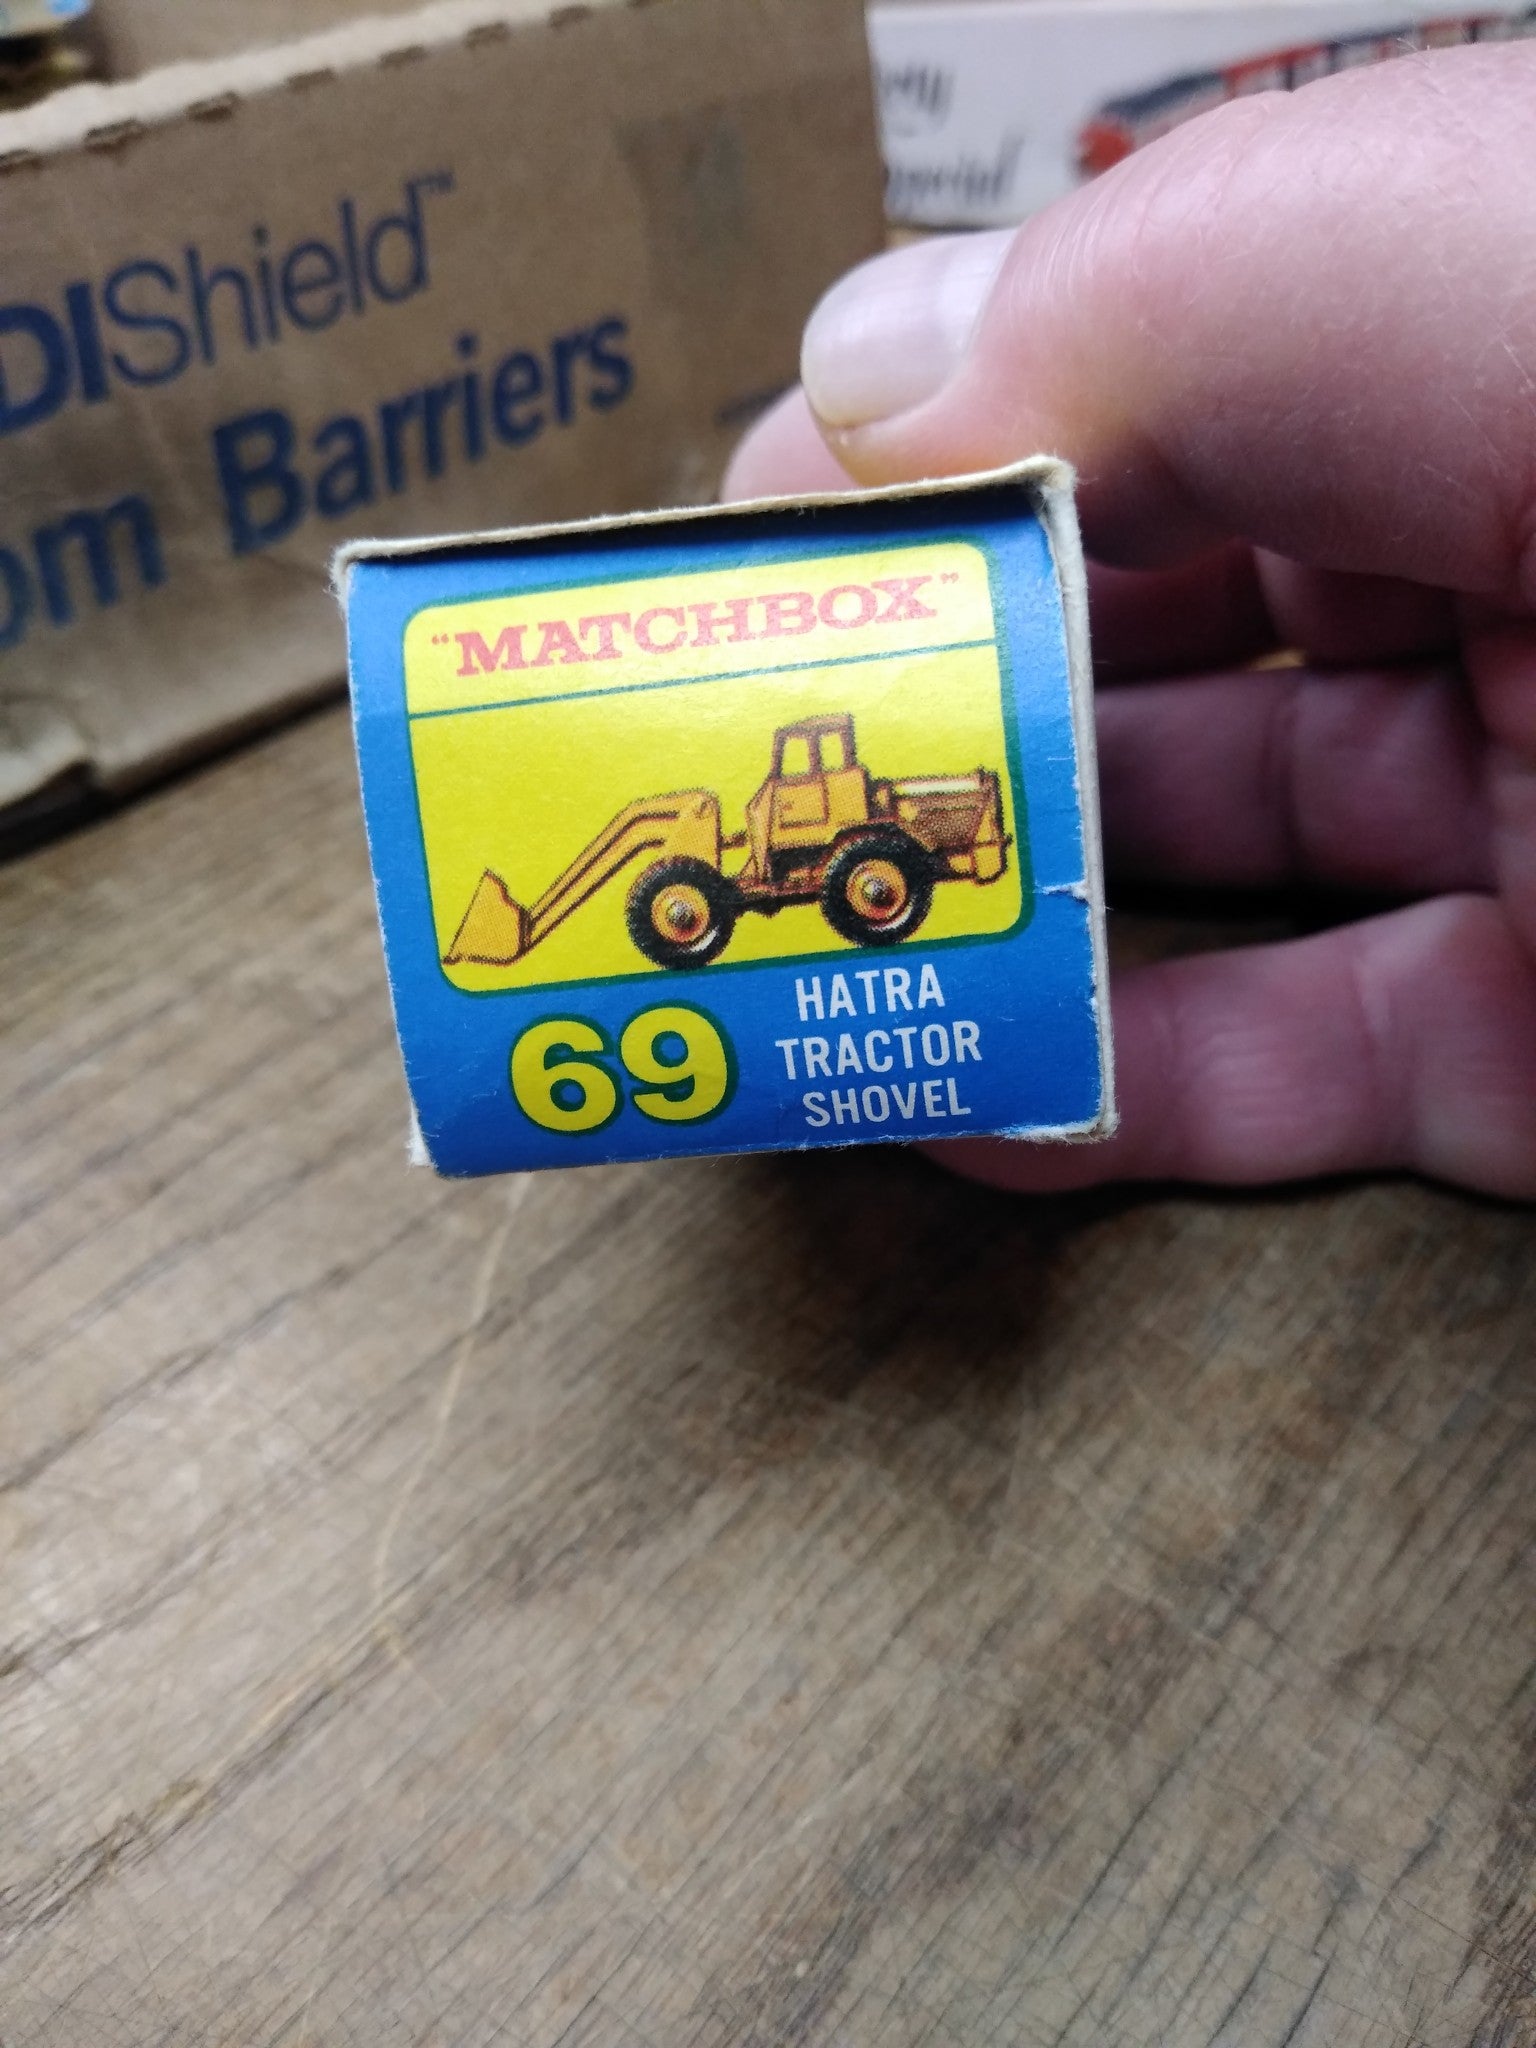 DIShield™
om Barriers
"MATCHBOX"
69
HATRA
TRACTOR
SHOVEL